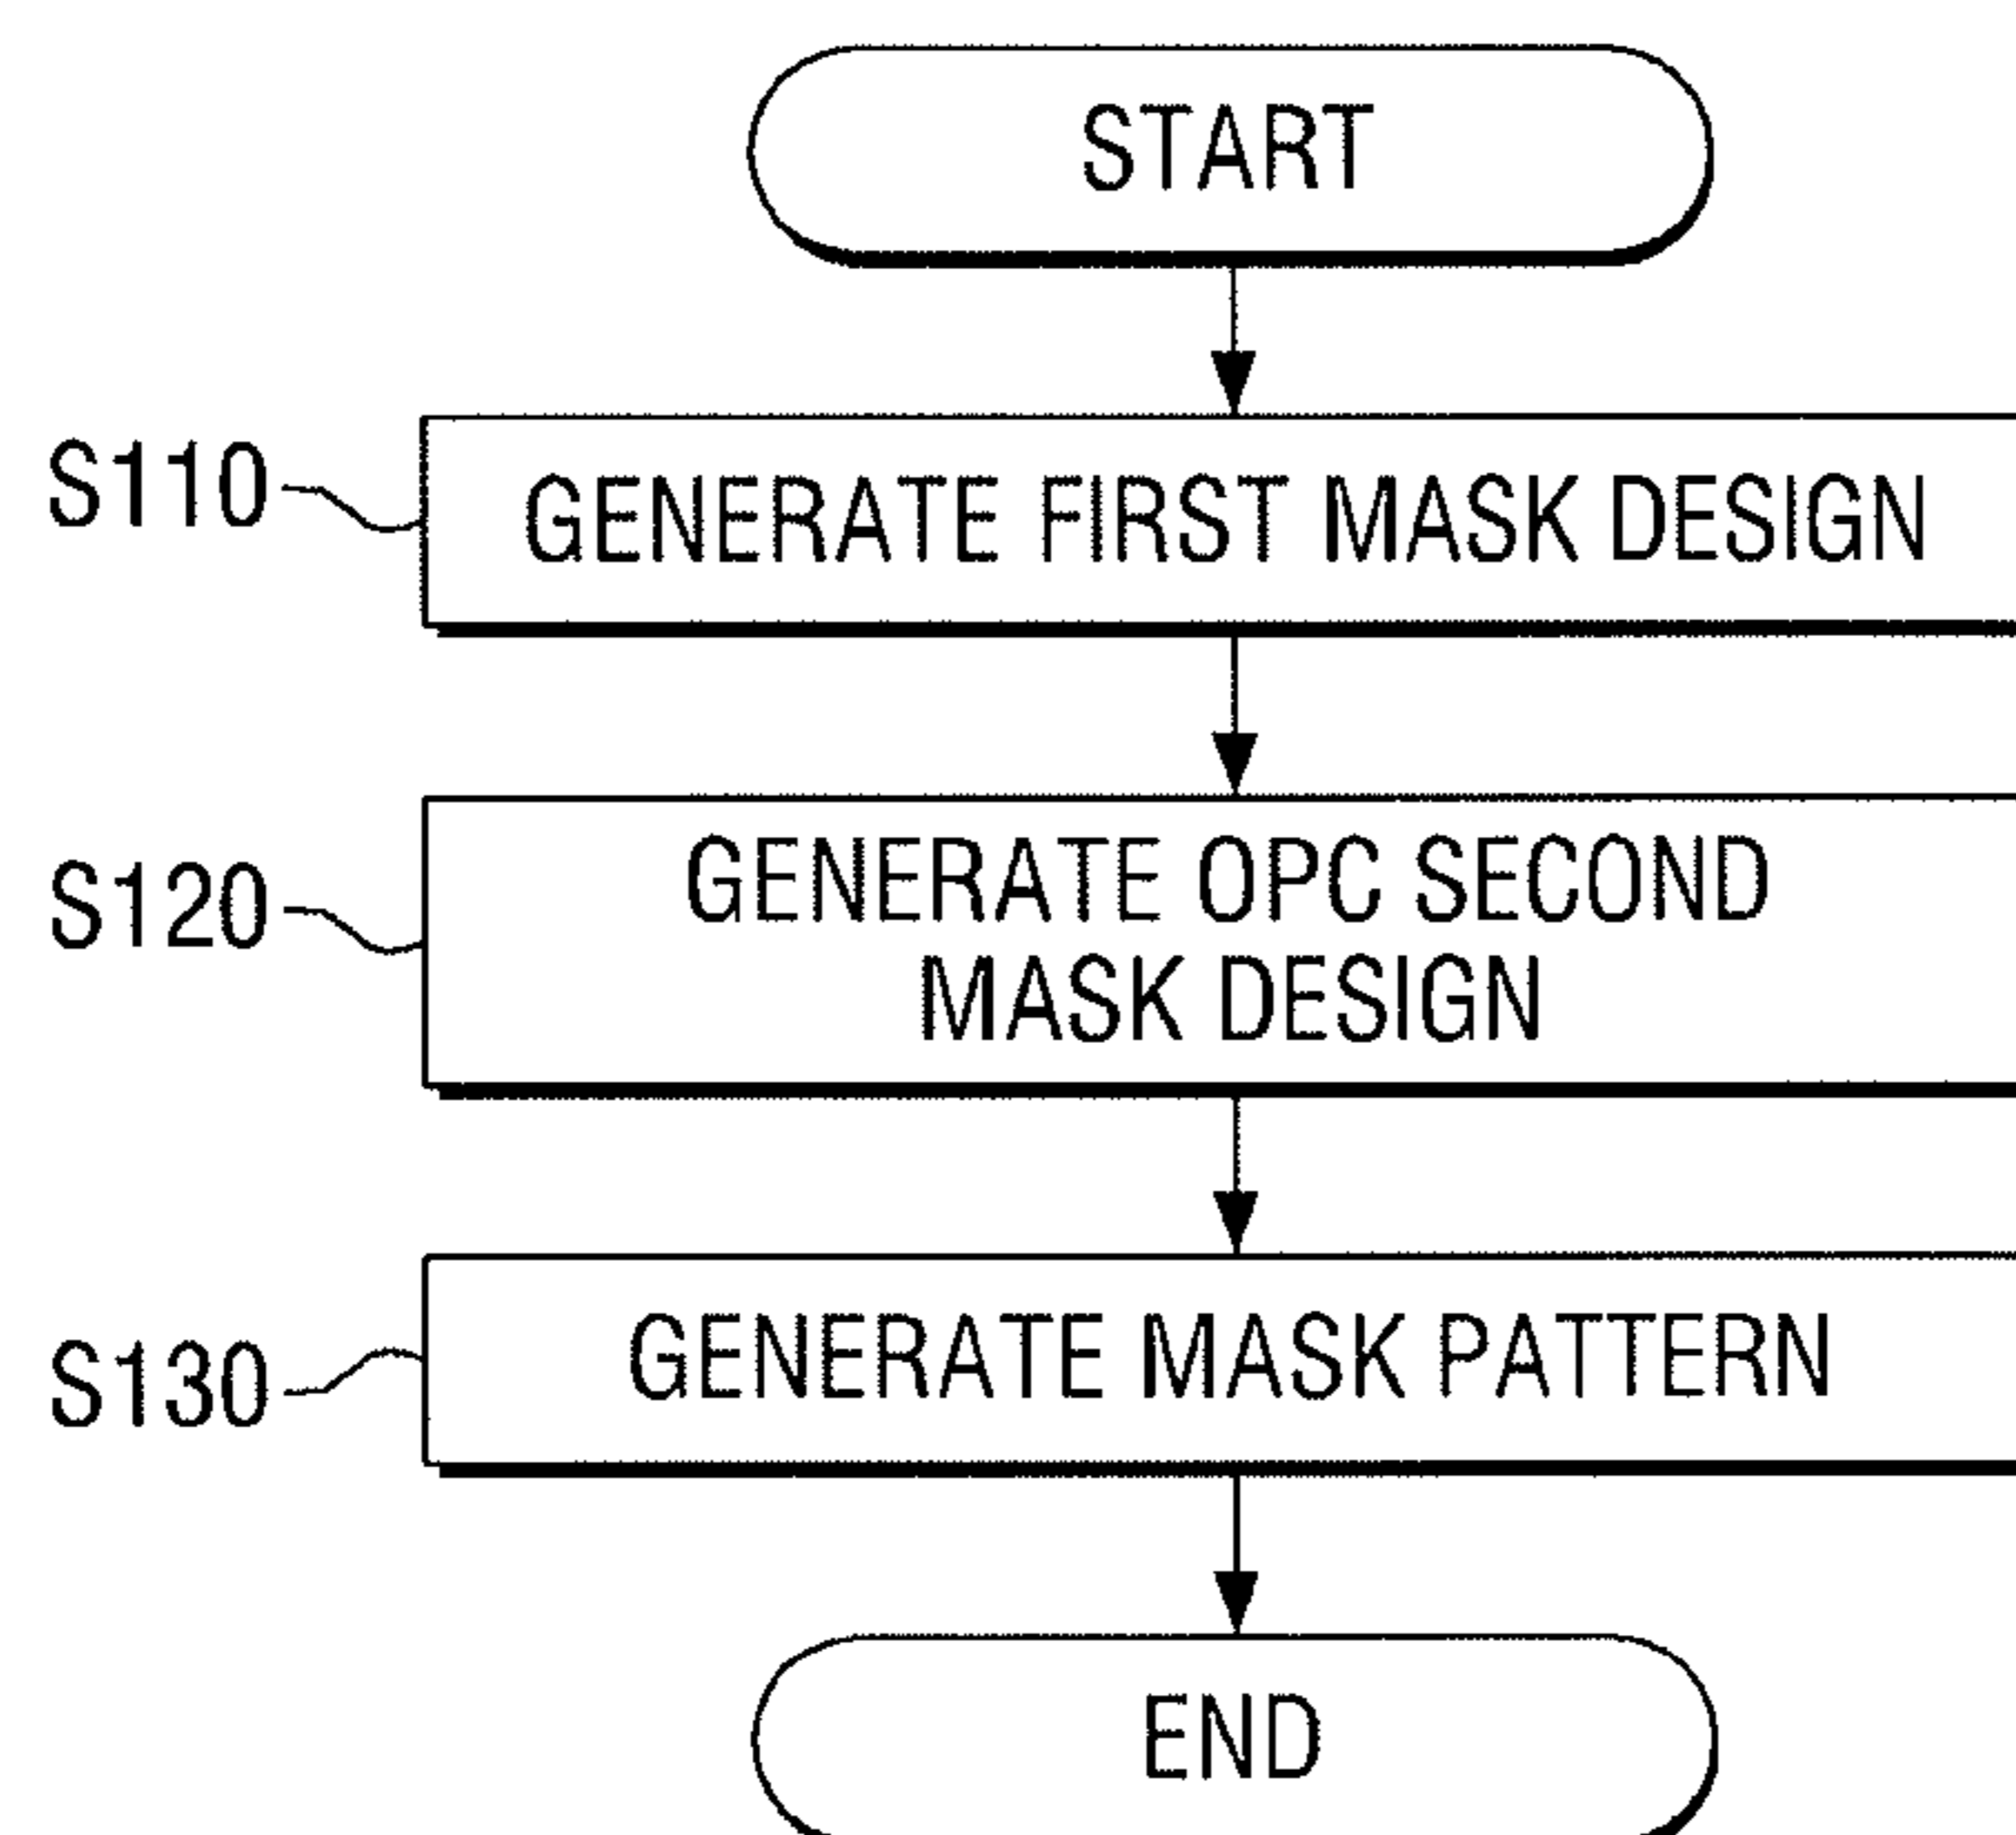 START
S110
GENERATE FIRST MASK DESIGN
S120
GENERATE OPC SECOND
MASK DESIGN
S130
GENERATE MASK PATTERN
END